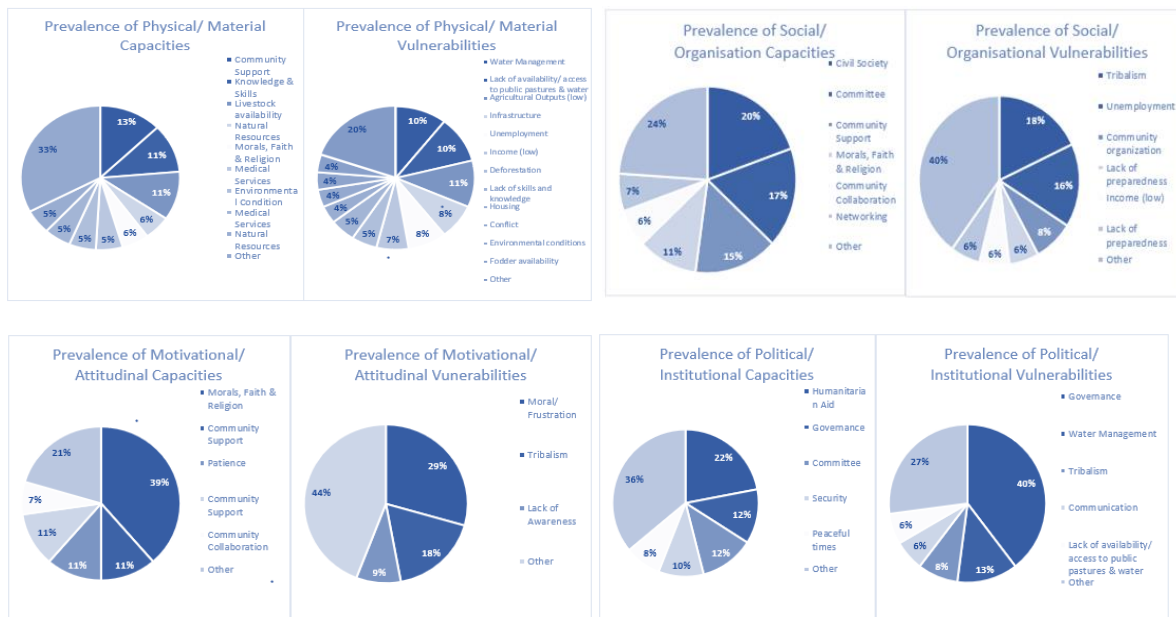 Prevalence of Physical/ Material
Capacities
Community
Support
Knowledge &
Skills
Livestock
availability
Natural
Resources
Morals, Faith
& Religion
Medical
Services
Environmenta
l Condition
Medical
Services
Natural
Resources
Other
13%
11%
11%
6%
6%
5%
5%
5%
5%
33%
Prevalence of Physical/ Material
Vulnerabilities
Water Management
Lack of availability/ access
to public pastures & water
Agricultural Outputs (low)
Infrastructure
Unemployment
Income (low)
Deforestation
Lack of skills and
knowledge
Housing
Conflict
Environmental conditions
Fodder availability
Other
10%
10%
11%
8%
8%
7%
5%
5%
4%
4%
4%
4%
20%
Prevalence of Social/
Organisation Capacities
Civil Society
Committee
Community
Support
Morals, Faith
& Religion
Community
Collaboration
Networking
Other
20%
17%
15%
11%
6%
7%
24%
Prevalence of Social/
Organisational Vulnerabilities
Tribalism
Unemployment
Community
organization
Lack of
preparedness
Income (low)
Lack of
preparedness
Other
18%
16%
8%
6%
6%
6%
40%
Prevalence of Motivational/
Attitudinal Capacities
Morals, Faith &
Religion
Community
Support
Patience
Community
Support
Community
Collaboration
Other
39%
11%
11%
11%
7%
21%
Prevalence of Motivational/
Attitudinal Vunerabilities
Moral/
Frustration
Tribalism
Lack of
Awareness
Other
29%
18%
9%
44%
Prevalence of Political/
Institutional Capacities
Humanitaria
n Aid
Governance
Committee
Security
Peaceful
times
Other
22%
12%
12%
10%
8%
36%
Prevalence of Political/
Institutional Vulnerabilities
Governance
Water Management
Tribalism
Communication
Lack of availability/
access to public
pastures & water
Other
40%
13%
8%
6%
6%
27%